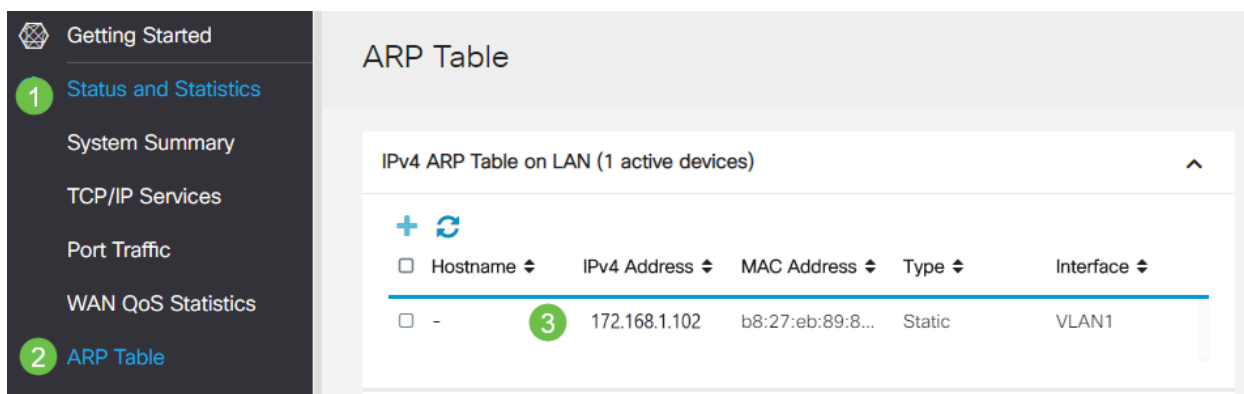 Getting Started
1 Status and Statistics
System Summary
TCP/IP Services
Port Traffic
WAN QoS Statistics
2 ARP Table
ARP Table
IPv4 ARP Table on LAN (1 active devices)
Hostname IPv4 Address MAC Address Type Interface
- 3 172.168.1.102 b8:27:eb:89:8... Static VLAN1